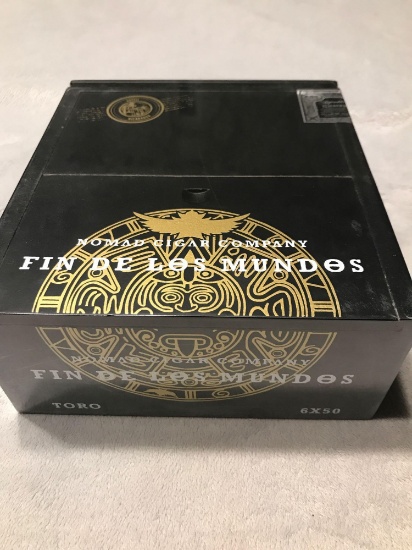 NOMAD CIGAR COMPANY
FIN DE LOS MUNDOS
NOMAD CIGAR COMPANY
FIN DE LOS MUNDOS
TORO 6X50